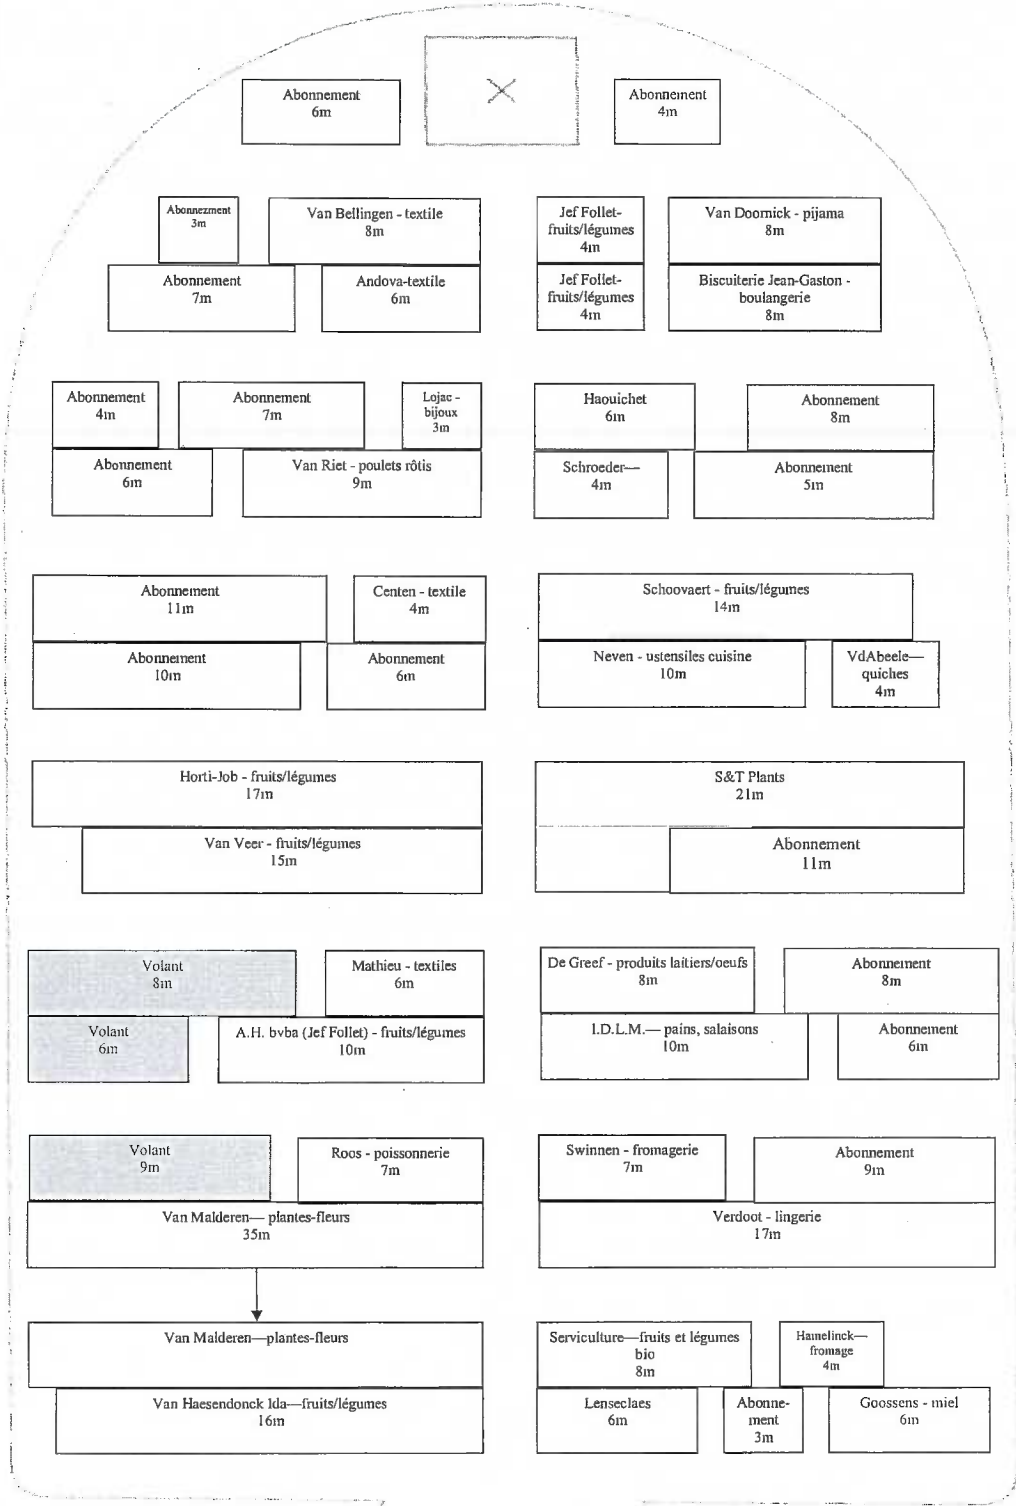 Abonnement
6m
Abonnement
4m
Abonnezment
3m
Van Bellingen - textile
8m
Jef Follet-
fruits/légumes
4m
Van Doornick - pijama
8m
Abonnement
7m
Andova-textile
6m
Jef Follet-
fruits/légumes
4m
Biscuiterie Jean-Gaston -
boulangerie
8m
Abonnement
4m
Abonnement
7m
Lojac -
bijoux
3m
Haouichet
6m
Abonnement
8m
Abonnement
6m
Van Riet - poulets rôtis
9m
Schroeder—
4m
Abonnement
5m
Abonnement
11m
Centen - textile
4m
Schoovaert - fruits/légumes
14m
Abonnement
10m
Abonnement
6m
Neven - ustensiles cuisine
10m
VdAbeele—
quiches
4m
Horti-Job - fruits/légumes
17m
S&T Plants
21m
Van Veer - fruits/légumes
15m
Abonnement
11m
Volant
8m
Mathieu - textiles
6m
De Greef - produits laitiers/oeufs
8m
Abonnement
8m
Volant
6m
A.H. bvba (Jef Follet) - fruits/légumes
10m
I.D.L.M.— pains, salaisons
10m
Abonnement
6m
Volant
9m
Roos - poissonnerie
7m
Swinnen - fromagerie
7m
Abonnement
9m
Van Malderen— plantes-fleurs
35m
Verdoot - lingerie
17m
Van Malderen—plantes-fleurs
Serviculture—fruits et légumes
bio
8m
Hamelinck—
fromage
4m
Van Haesendonck Ida—fruits/légumes
16m
Lenseclaes
6m
Abonne-
ment
3m
Goossens - miel
6m